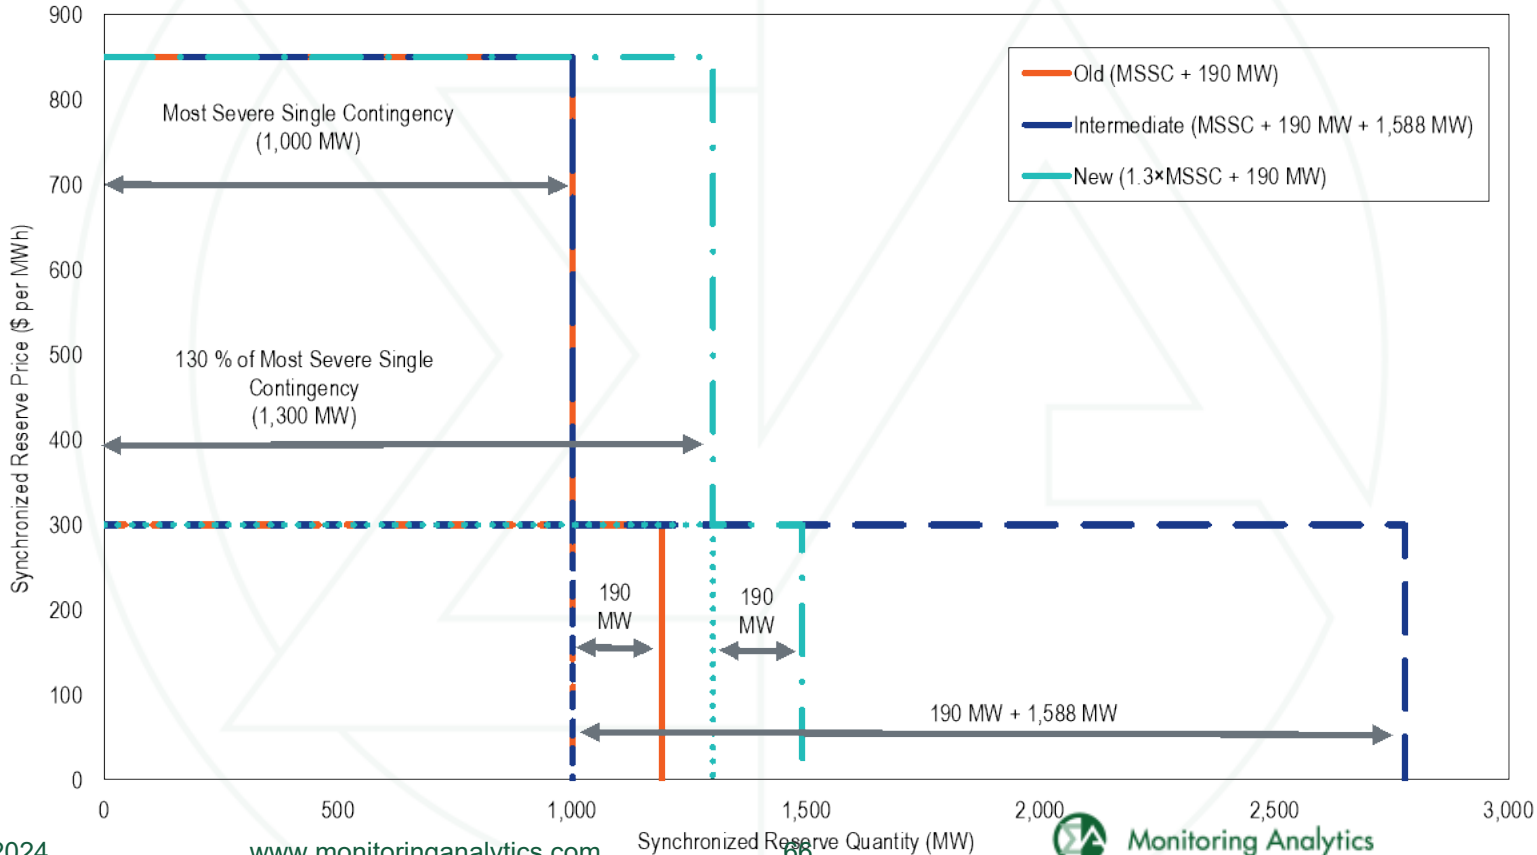 900
800
700
600
500
400
300
200
100
0
Synchronized Reserve Price ($ per MWh)
Most Severe Single Contingency
(1,000 MW)
130 % of Most Severe Single
Contingency
(1,300 MW)
Old (MSSC + 190 MW)
Intermediate (MSSC + 190 MW + 1,588 MW)
New (1.3×MSSC + 190 MW)
190
MW
190
MW
190 MW + 1,588 MW
0
500
1,000
1,500
2,000
2,500
3,000
Synchronized Reserve Quantity (MW)
2024
www.monitoringanalytics.com
66
Monitoring Analytics